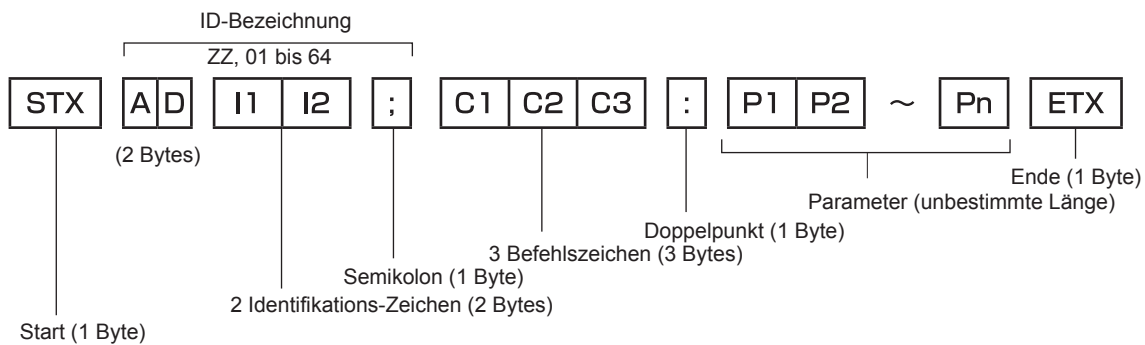 ID-Bezeichnung
ZZ, 01 bis 64
STX A D I1 I2 ; C1 C2 C3 : P1 P2 ～ Pn ETX
(2 Bytes)
Ende (1 Byte)
Parameter (unbestimmte Länge)
Doppelpunkt (1 Byte)
3 Befehlszeichen (3 Bytes)
Semikolon (1 Byte)
2 Identifikations-Zeichen (2 Bytes)
Start (1 Byte)